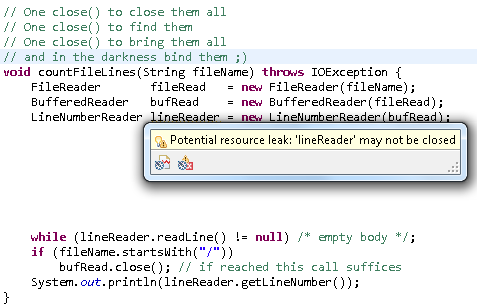 // One close() to close them all
// One close() to find them
// One close() to bring them all
// and in the darkness bind them ;)
void countFileLines(String fileName) throws IOException {
    FileReader       fileRead   = new FileReader(fileName);
    BufferedReader   bufRead    = new BufferedReader(fileRead);
    LineNumberReader lineReader = new LineNumberReader(bufRead);
Potential resource leak: 'lineReader' may not be closed
    while (lineReader.readLine() != null) /* empty body */;
    if (fileName.startsWith("/"))
        bufRead.close(); // if reached this call suffices
    System.out.println(lineReader.getLineNumber());
}